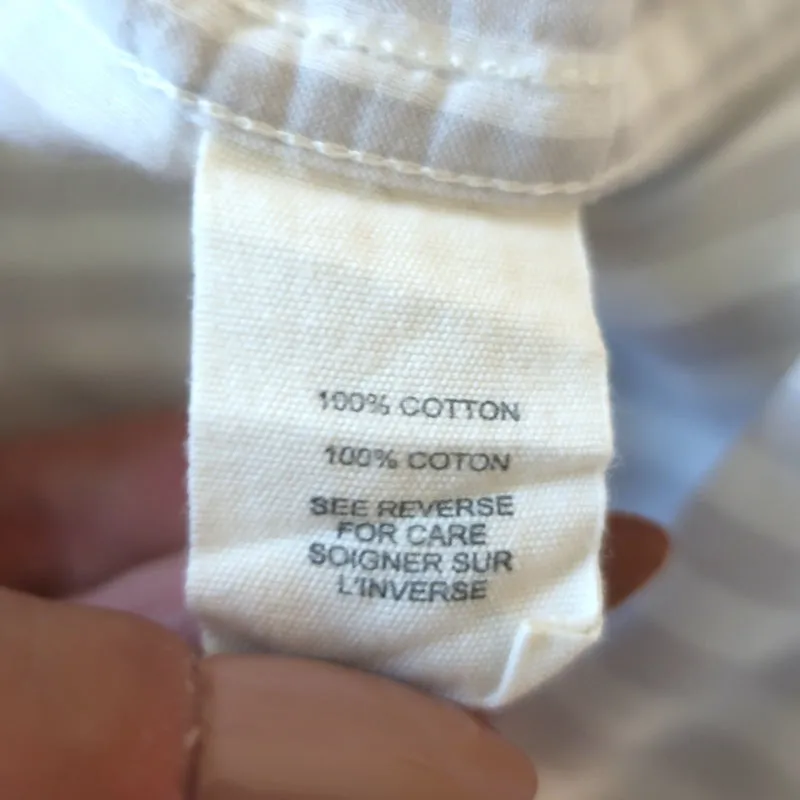 100% COTTON
100% COTON
SEE REVERSE
FOR CARE
SOIGNER SUR
L'INVERSE